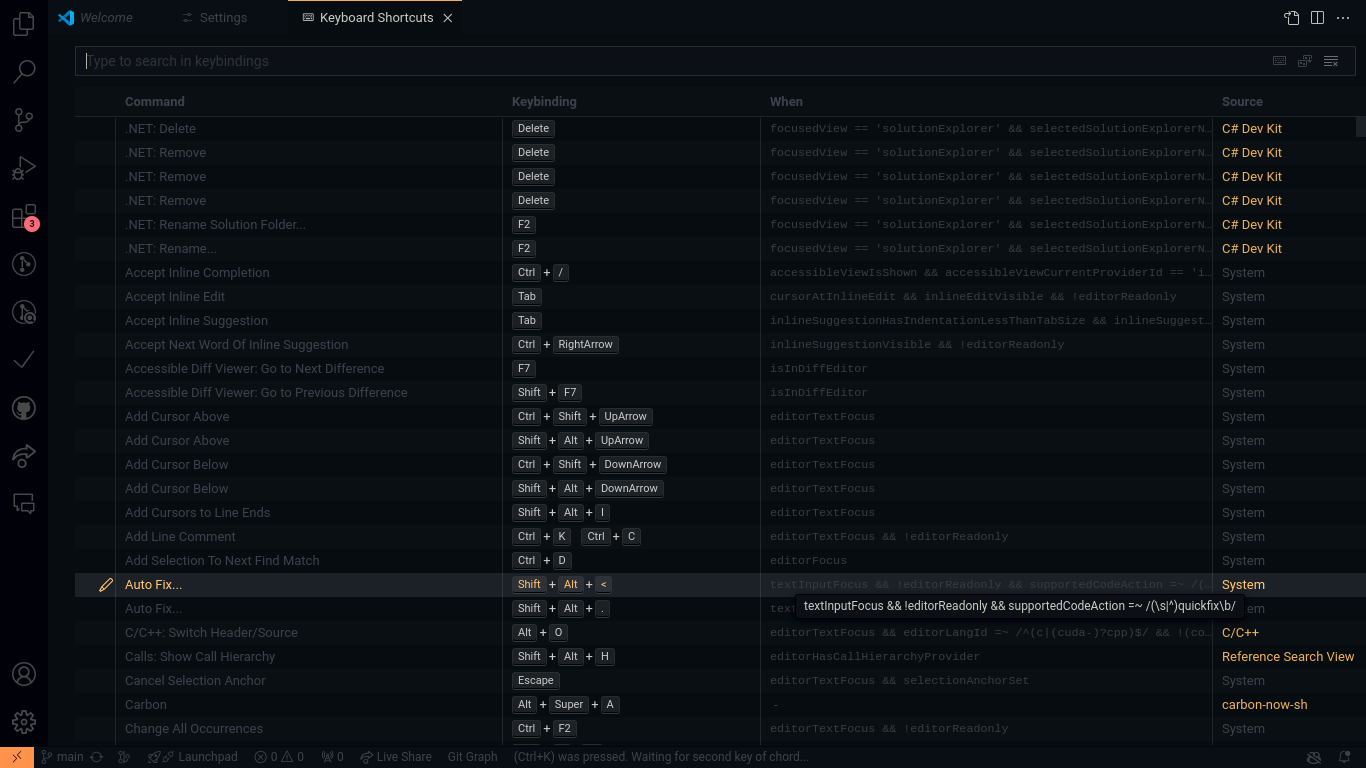 Welcome Settings Keyboard Shortcuts
Type to search in keybindings
Command Keybinding When Source
.NET: Delete Delete focusedView == 'solutionExplorer' && selectedSolutionExplorerN… C# Dev Kit
.NET: Remove Delete focusedView == 'solutionExplorer' && selectedSolutionExplorerN… C# Dev Kit
.NET: Remove Delete focusedView == 'solutionExplorer' && selectedSolutionExplorerN… C# Dev Kit
.NET: Remove Delete focusedView == 'solutionExplorer' && selectedSolutionExplorerN… C# Dev Kit
.NET: Rename Solution Folder... F2 focusedView == 'solutionExplorer' && selectedSolutionExplorerN… C# Dev Kit
3
.NET: Rename... F2 focusedView == 'solutionExplorer' && selectedSolutionExplorerN… C# Dev Kit
Accept Inline Completion Ctrl + / accessibleViewIsShown && accessibleViewCurrentProviderId == 'i… System
Accept Inline Edit Tab cursorAtInlineEdit && inlineEditVisible && !editorReadonly System
Accept Inline Suggestion Tab inlineSuggestionHasIndentationLessThanTabSize && inlineSuggest… System
Accept Next Word Of Inline Suggestion Ctrl + RightArrow inlineSuggestionVisible && !editorReadonly System
Accessible Diff Viewer: Go to Next Difference F7 isInDiffEditor System
Accessible Diff Viewer: Go to Previous Difference Shift + F7 isInDiffEditor System
Add Cursor Above Ctrl + Shift + UpArrow editorTextFocus System
Add Cursor Above Shift + Alt + UpArrow editorTextFocus System
Add Cursor Below Ctrl + Shift + DownArrow editorTextFocus System
Add Cursor Below Shift + Alt + DownArrow editorTextFocus System
Add Cursors to Line Ends Shift + Alt + I editorTextFocus System
Add Line Comment Ctrl + K Ctrl + C editorTextFocus && !editorReadonly System
Add Selection To Next Find Match Ctrl + D editorFocus System
Auto Fix... Shift + Alt + < textInputFocus && !editorReadonly && supportedCodeAction =~ /(… System
Auto Fix... Shift + Alt + .
textInputFocus && !editorReadonly && supportedCodeAction =~ /(\s|^)quickfix\b/
C/C++: Switch Header/Source Alt + O editorTextFocus && editorLangId =~ /^(c|(cuda-)?cpp)$/ && !(co… C/C++
Calls: Show Call Hierarchy Shift + Alt + H editorHasCallHierarchyProvider Reference Search View
Cancel Selection Anchor Escape editorTextFocus && selectionAnchorSet System
Carbon Alt + Super + A - carbon-now-sh
Change All Occurrences Ctrl + F2 editorTextFocus && !editorReadonly System
main Launchpad 0 0 0 Live Share Git Graph (Ctrl+K) was pressed. Waiting for second key of chord...